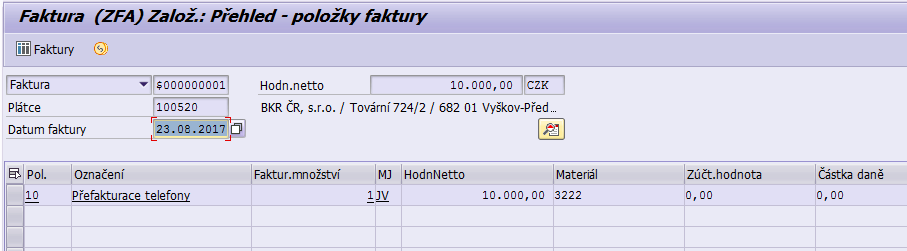 Faktura (ZFA) Založ.: Přehled - položky faktury
Faktury
Faktura $000000001 Hodn.netto 10.000,00 CZK
Plátce 100520 BKR ČR, s.r.o. / Tovární 724/2 / 682 01 Vyškov-Před…
Datum faktury 23.08.2017
Pol. Označení Faktur.množství MJ HodnNetto Materiál Zúčt.hodnota Částka daně
10 Přefakturace telefony 1 JV 10.000,00 3222 0,00 0,00